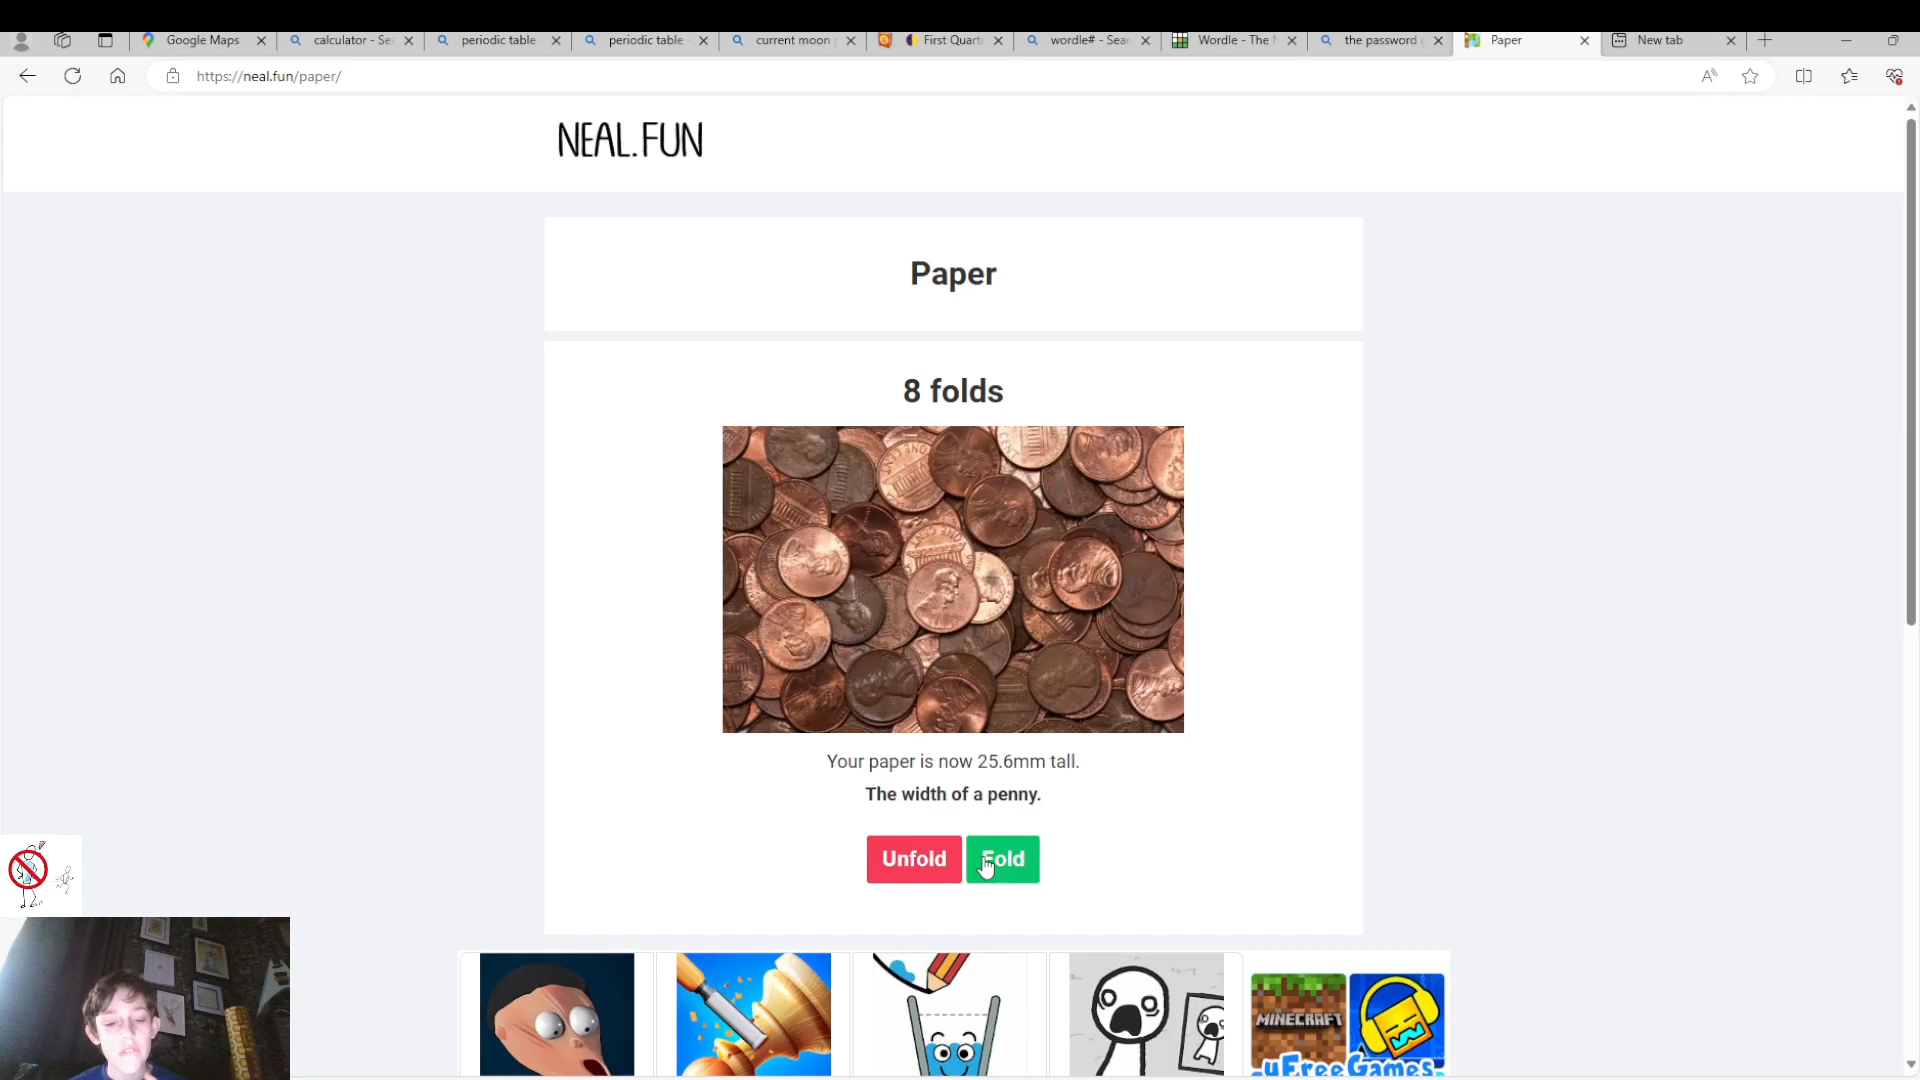 Google Maps
calculator - Se
periodic table
periodic table
current moon
First Quart
wordle# - Sear
Wordle - The
the password
Paper
New tab
https://neal.fun/paper/
NEAL.FUN
Paper
8 folds
Your paper is now 25.6mm tall.
The width of a penny.
Unfold Fold
MINECRAFT
uFreeGames